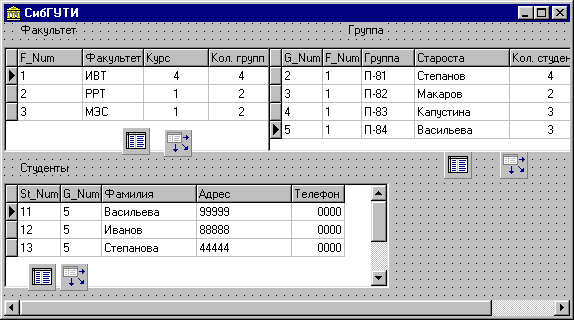 СибГУТИ
Факультет Группа
F_Num Факультет Курс Кол. групп G_Num F_Num Группа Староста Кол. студен
1 ИВТ 4 4 2 1 П-81 Степанов 4
2 РРТ 1 2 3 1 П-82 Макаров 2
3 МЭС 1 2 4 1 П-83 Капустина 3
5 1 П-84 Васильева 3
Студенты
St_Num G_Num Фамилия Адрес Телефон
11 5 Васильева 99999 0000
12 5 Иванов 88888 0000
13 5 Степанова 44444 0000